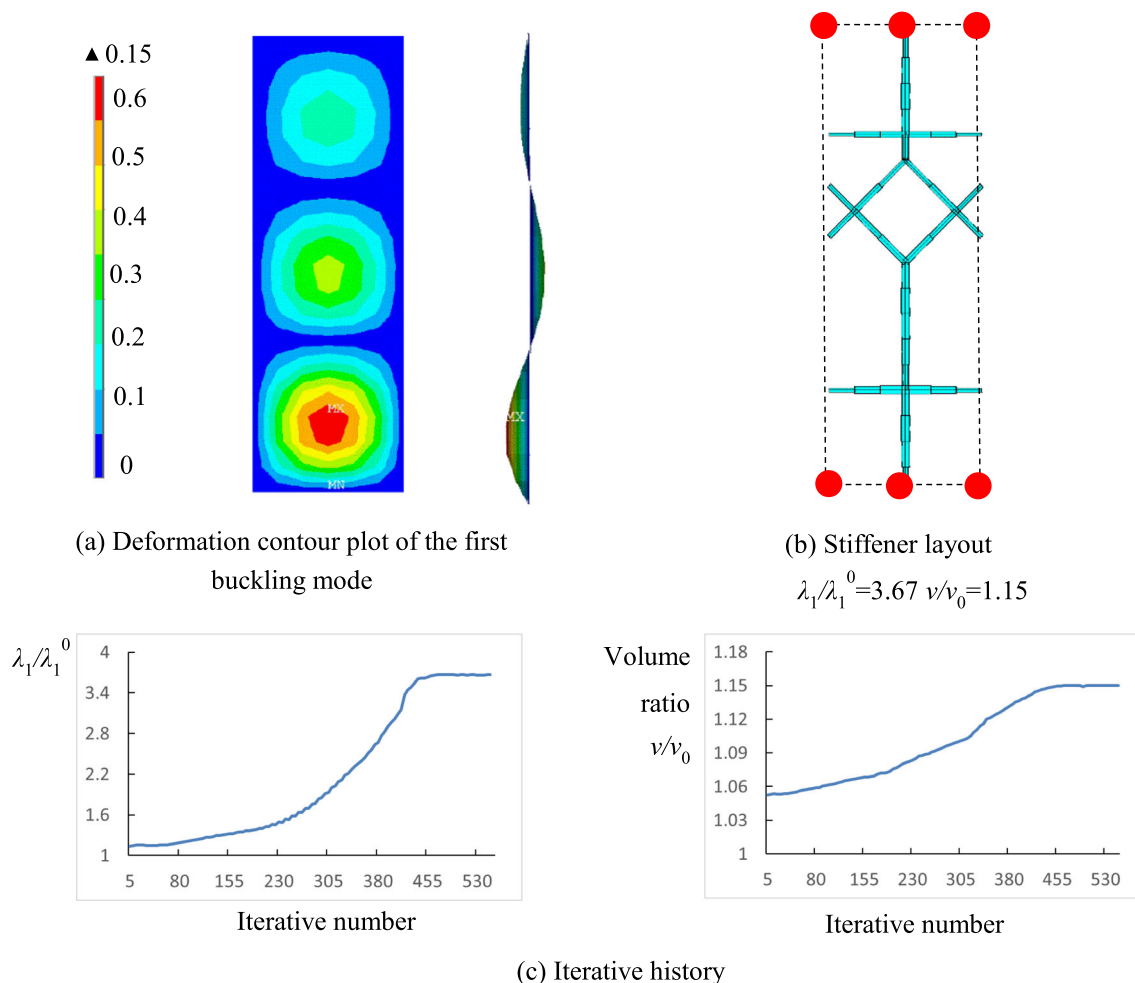 ▲0.15
0.6
0.5
0.4
0.3
0.2
0.1
0
MX
MN
MX
(a) Deformation contour plot of the first
buckling mode
(b) Stiffener layout
λ₁/λ₁⁰=3.67 v/v₀=1.15
λ₁/λ₁⁰
4
3.4
2.8
2.2
1.6
1
5 80 155 230 305 380 455 530
Iterative number
Volume
ratio
v/v₀
1.18
1.15
1.12
1.09
1.06
1.03
1
5 80 155 230 305 380 455 530
Iterative number
(c) Iterative history